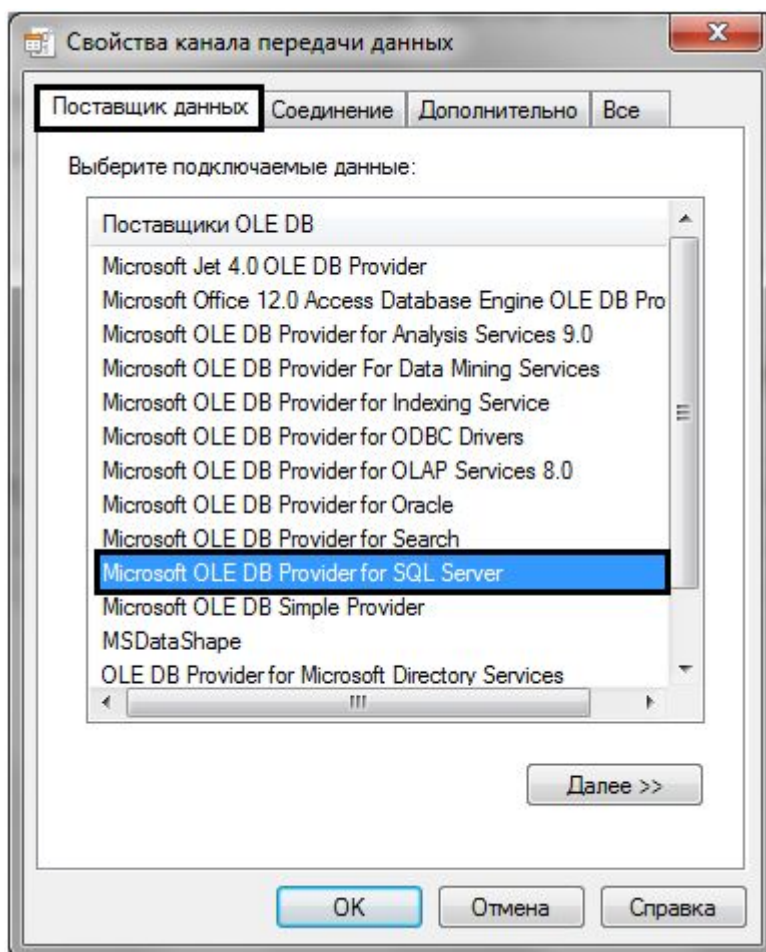 Свойства канала передачи данных
Поставщик данных Соединение Дополнительно Все
Выберите подключаемые данные:
Поставщики OLE DB
Microsoft Jet 4.0 OLE DB Provider
Microsoft Office 12.0 Access Database Engine OLE DB Pro
Microsoft OLE DB Provider for Analysis Services 9.0
Microsoft OLE DB Provider For Data Mining Services
Microsoft OLE DB Provider for Indexing Service
Microsoft OLE DB Provider for ODBC Drivers
Microsoft OLE DB Provider for OLAP Services 8.0
Microsoft OLE DB Provider for Oracle
Microsoft OLE DB Provider for Search
Microsoft OLE DB Provider for SQL Server
Microsoft OLE DB Simple Provider
MSDataShape
OLE DB Provider for Microsoft Directory Services
Далее >>
ОК Отмена Справка